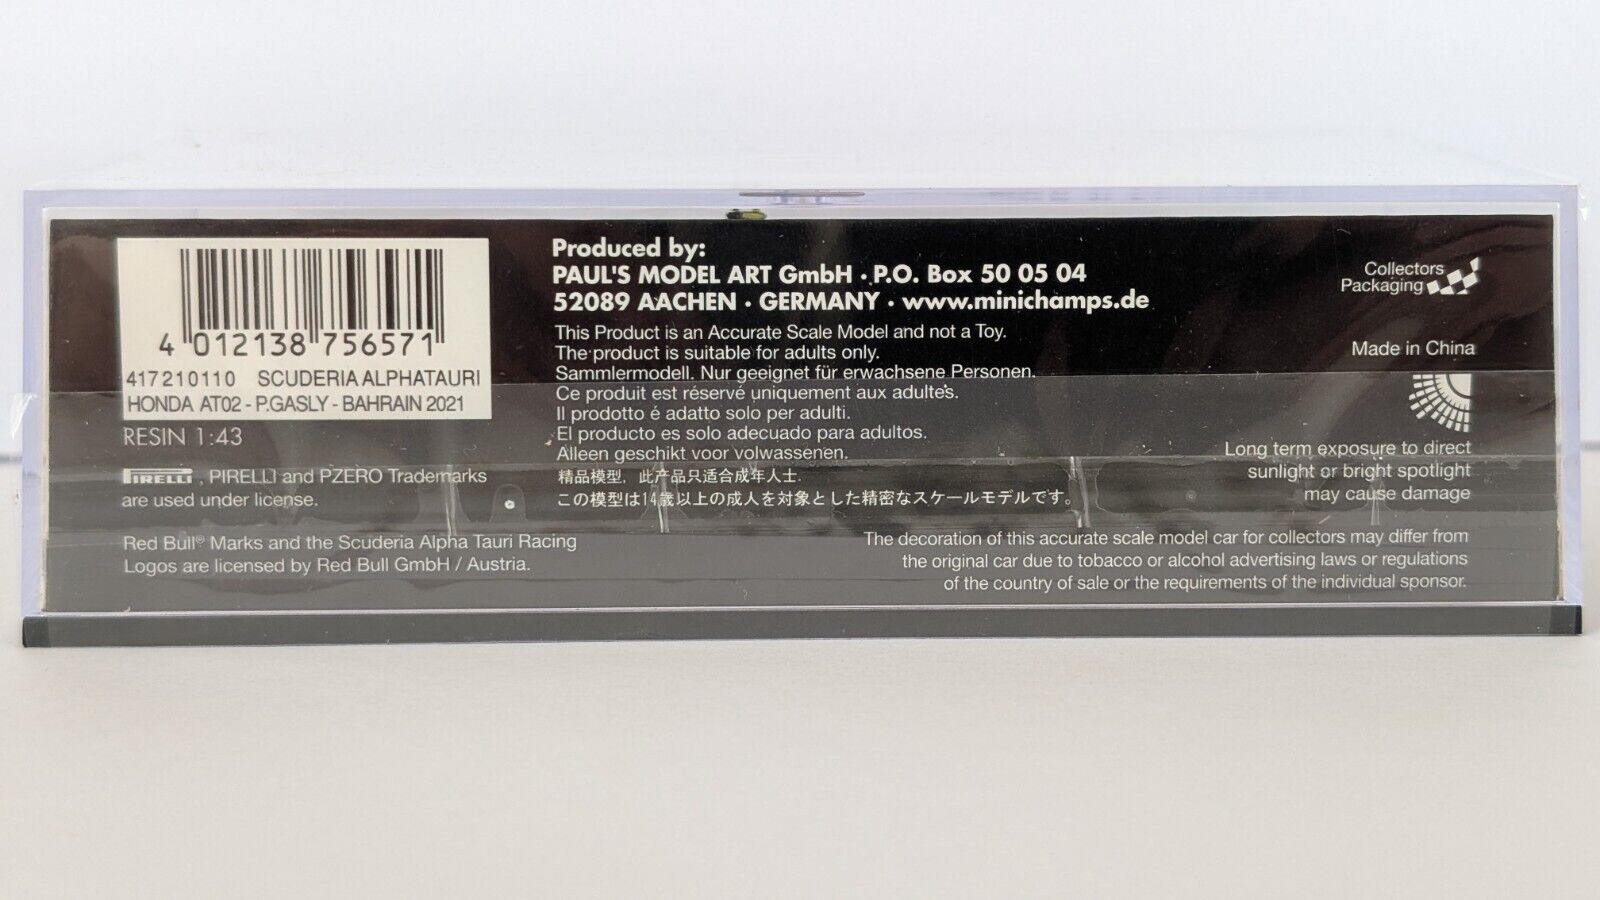 4 012138 756571
417210110 SCUDERIA ALPHATAURI
HONDA AT02 - P.GASLY - BAHRAIN 2021
RESIN 1:43
PIRELLI , PIRELLI and PZERO Trademarks
are used under license.
Red Bull® Marks and the Scuderia Alpha Tauri Racing
Logos are licensed by Red Bull GmbH / Austria.
Produced by:
PAUL'S MODEL ART GmbH · P.O. Box 50 05 04
52089 AACHEN · GERMANY · www.minichamps.de
This Product is an Accurate Scale Model and not a Toy.
The product is suitable for adults only.
Sammlermodell. Nur geeignet für erwachsene Personen.
Ce produit est réservé uniquement aux adultes.
Il prodotto é adatto solo per adulti.
El producto es solo adecuado para adultos.
Alleen geschikt voor volwassenen.
精品模型，此产品只适合成年人士.
この模型は14歳以上の成人を対象とした精密なスケールモデルです。
Collectors
Packaging
Made in China
Long term exposure to direct
sunlight or bright spotlight
may cause damage
The decoration of this accurate scale model car for collectors may differ from
the original car due to tobacco or alcohol advertising laws or regulations
of the country of sale or the requirements of the individual sponsor.